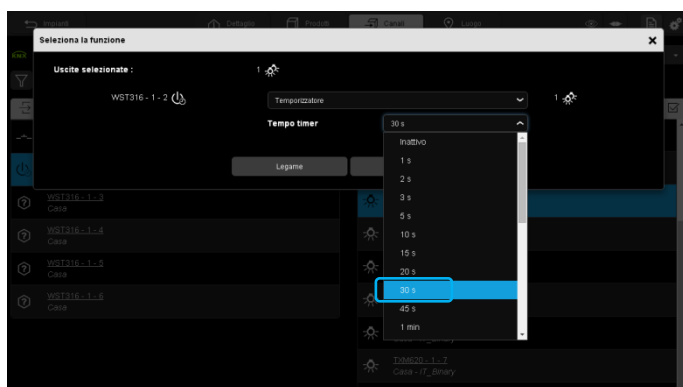 Impianti Dettaglio Prodotti Canali Luogo
Seleziona la funzione
KNX
Uscite selezionate : 1
WST316 - 1 - 2 Temporizzatore 1
Tempo timer 30 s
Inattivo
Legame
1 s
2 s
WST316 - 1 - 3
Casa
3 s
5 s
WST316 - 1 - 4
Casa
10 s
15 s
WST316 - 1 - 5
Casa
20 s
30 s
WST316 - 1 - 6
Casa
45 s
1 min
TXM620 - 1 - 7
Casa - IT_Binary